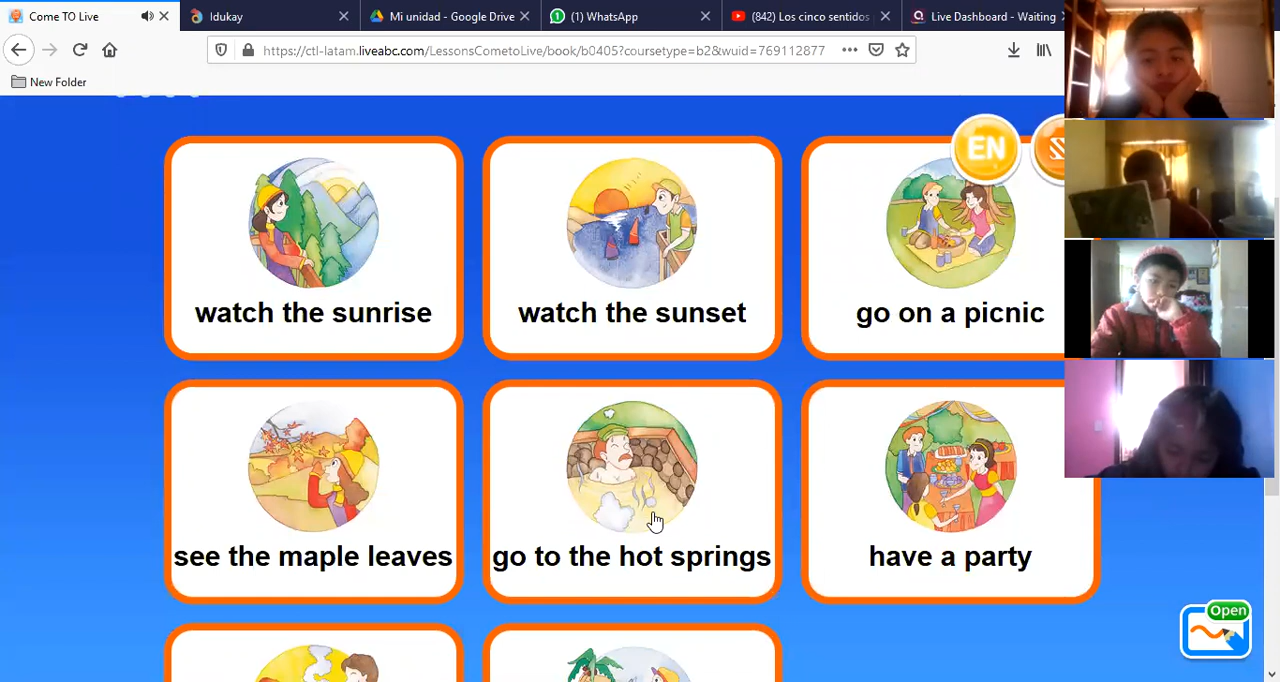 Come TO Live
Idukay
Mi unidad - Google Drive
(1) WhatsApp
(842) Los cinco sentidos
Live Dashboard - Waiting
https://ctl-latam.liveabc.com/LessonsCometoLive/book/b0405?coursetype=b2&wuid=769112877
New Folder
EN
watch the sunrise
watch the sunset
go on a picnic
see the maple leaves
go to the hot springs
have a party
Open